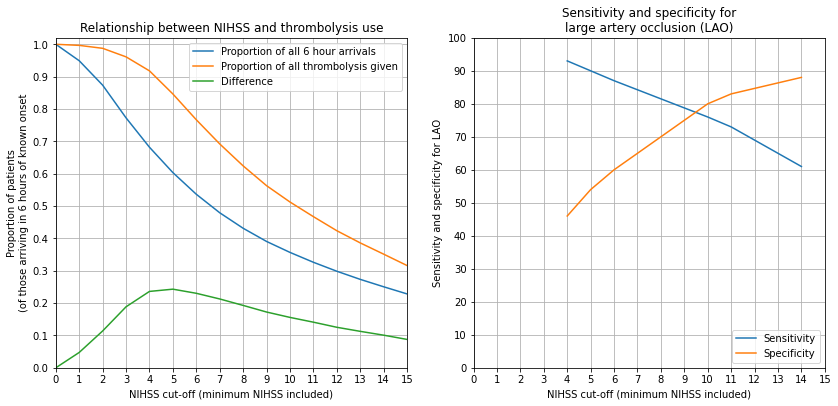 Relationship between NIHSS and thrombolysis use
Proportion of patients
(of those arriving in 6 hours of known onset
1.0
0.9
0.8
0.7
0.6
0.5
0.4
0.3
0.2
0.1
0.0
Proportion of all 6 hour arrivals
Proportion of all thrombolysis given
Difference
0 1 2 3 4 5 6 7 8 9 10 11 12 13 14 15
NIHSS cut-off (minimum NIHSS included)
Sensitivity and specificity for
large artery occlusion (LAO)
Sensitivity and specificity for LAO
100
90
80
70
60
50
40
30
20
10
0
Sensitivity
Specificity
0 1 2 3 4 5 6 7 8 9 10 11 12 13 14 15
NIHSS cut-off (minimum NIHSS included)